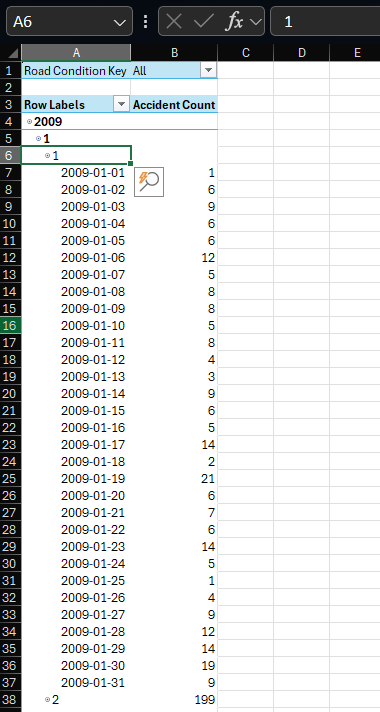 A6 fx 1
A B C D E
1 Road Condition Key All
2
3 Row Labels Accident Count
4 2009
5 1
6 1
7 2009-01-01 1
8 2009-01-02 6
9 2009-01-03 9
10 2009-01-04 6
11 2009-01-05 6
12 2009-01-06 12
13 2009-01-07 5
14 2009-01-08 8
15 2009-01-09 8
16 2009-01-10 5
17 2009-01-11 8
18 2009-01-12 4
19 2009-01-13 3
20 2009-01-14 9
21 2009-01-15 6
22 2009-01-16 5
23 2009-01-17 14
24 2009-01-18 2
25 2009-01-19 21
26 2009-01-20 6
27 2009-01-21 7
28 2009-01-22 6
29 2009-01-23 14
30 2009-01-24 5
31 2009-01-25 1
32 2009-01-26 4
33 2009-01-27 9
34 2009-01-28 12
35 2009-01-29 14
36 2009-01-30 19
37 2009-01-31 9
38 2 199